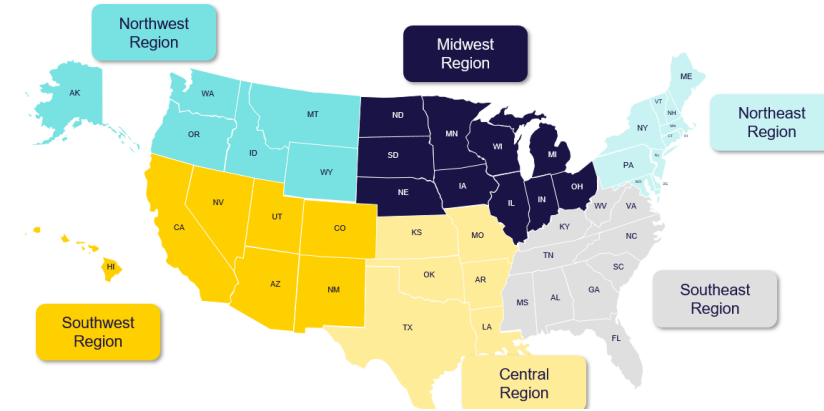 Northwest
Region
Midwest
Region
Northeast
Region
Southeast
Region
Southwest
Region
Central
Region
AK
WA
OR
MT
ID
WY
ND
MN
SD
WI
MI
NE
IA
IL
IN
OH
ME
VT
NH
NY
MA
CT
PA
NJ
CA
NV
UT
CO
AZ
NM
HI
KS
MO
OK
AR
TX
LA
WV
VA
KY
NC
TN
SC
MS
AL
GA
FL